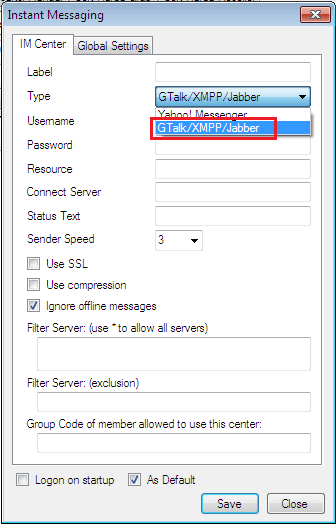 Instant Messaging
IM Center
Global Settings
Label
Type
GTalk/XMPP/Jabber
Yahoo! Messenger
GTalk/XMPP/Jabber
Username
Password
Resource
Connect Server
Status Text
Sender Speed
3
Use SSL
Use compression
Ignore offline messages
Filter Server: (use * to allow all servers)
Filter Server: (exclusion)
Group Code of member allowed to use this center:
Logon on startup
As Default
Save
Close